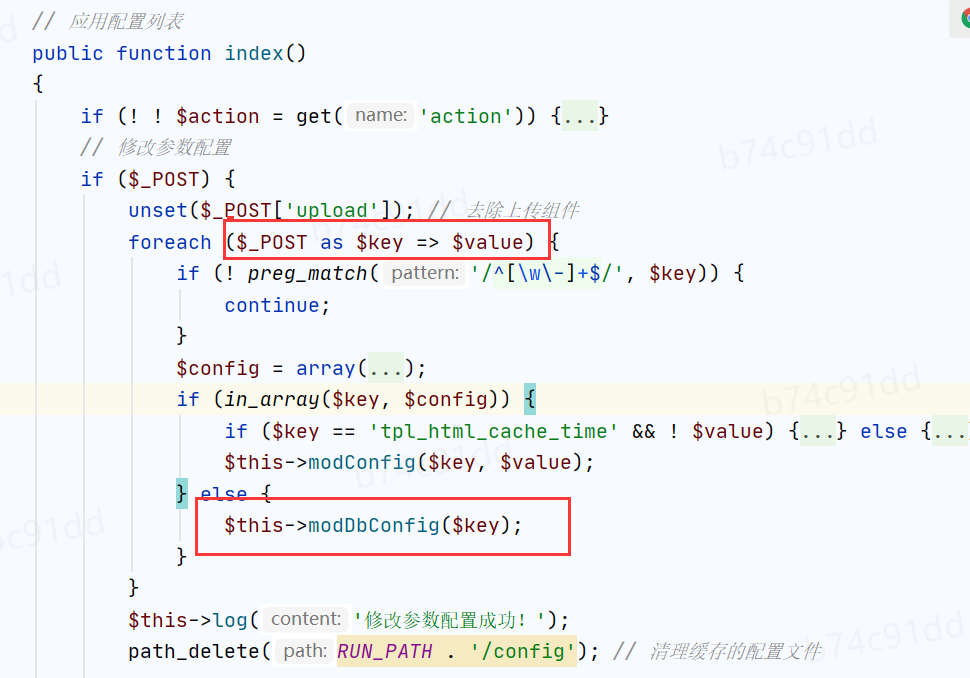 // 应用配置列表
public function index()
{
if (! ! $action = get( name: 'action')) {...}
// 修改参数配置
if ($_POST) {
unset($_POST['upload']); // 去除上传组件
foreach ($_POST as $key => $value) {
if (! preg_match( pattern: '/^[\w\-]+$/', $key)) {
continue;
}
$config = array(...);
if (in_array($key, $config)) {
if ($key == 'tpl_html_cache_time' && ! $value) {...} else {...
$this->modConfig($key, $value);
} else {
$this->modDbConfig($key);
}
}
$this->log( content: '修改参数配置成功！');
path_delete( path: RUN_PATH . '/config'); // 清理缓存的配置文件
b74c91dd
b74c91dd
b74c91dd